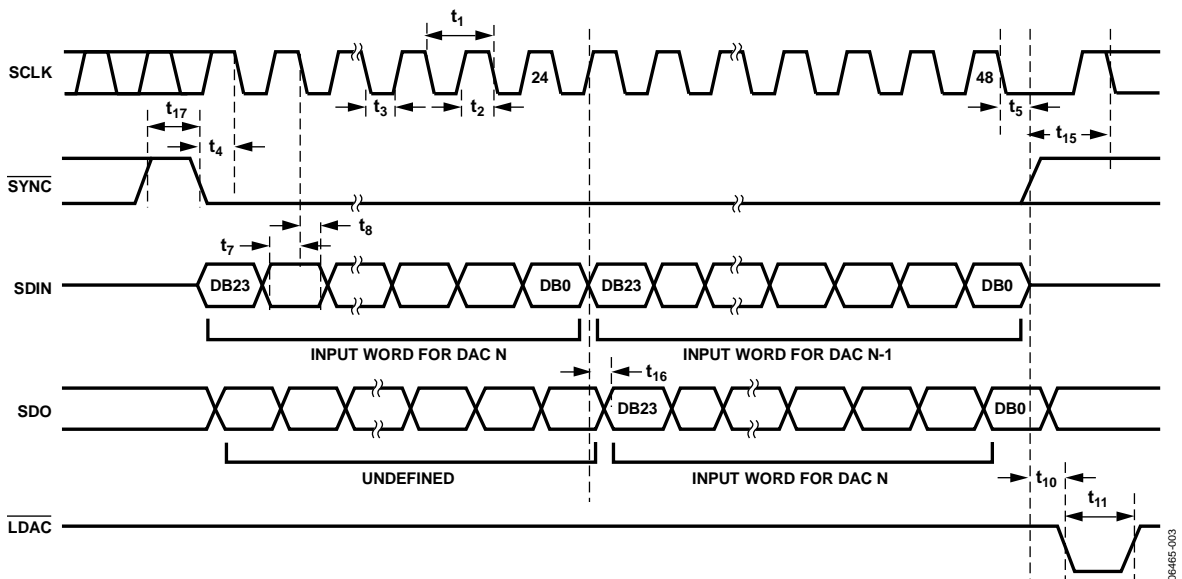 t1
SCLK
24
48
t3
t2
t5
t17
t4
t15
SYNC
t7
t8
SDIN
DB23
DB0
DB23
DB0
INPUT WORD FOR DAC N
INPUT WORD FOR DAC N-1
t16
SDO
DB23
DB0
UNDEFINED
INPUT WORD FOR DAC N
t10
t11
LDAC
06465-003